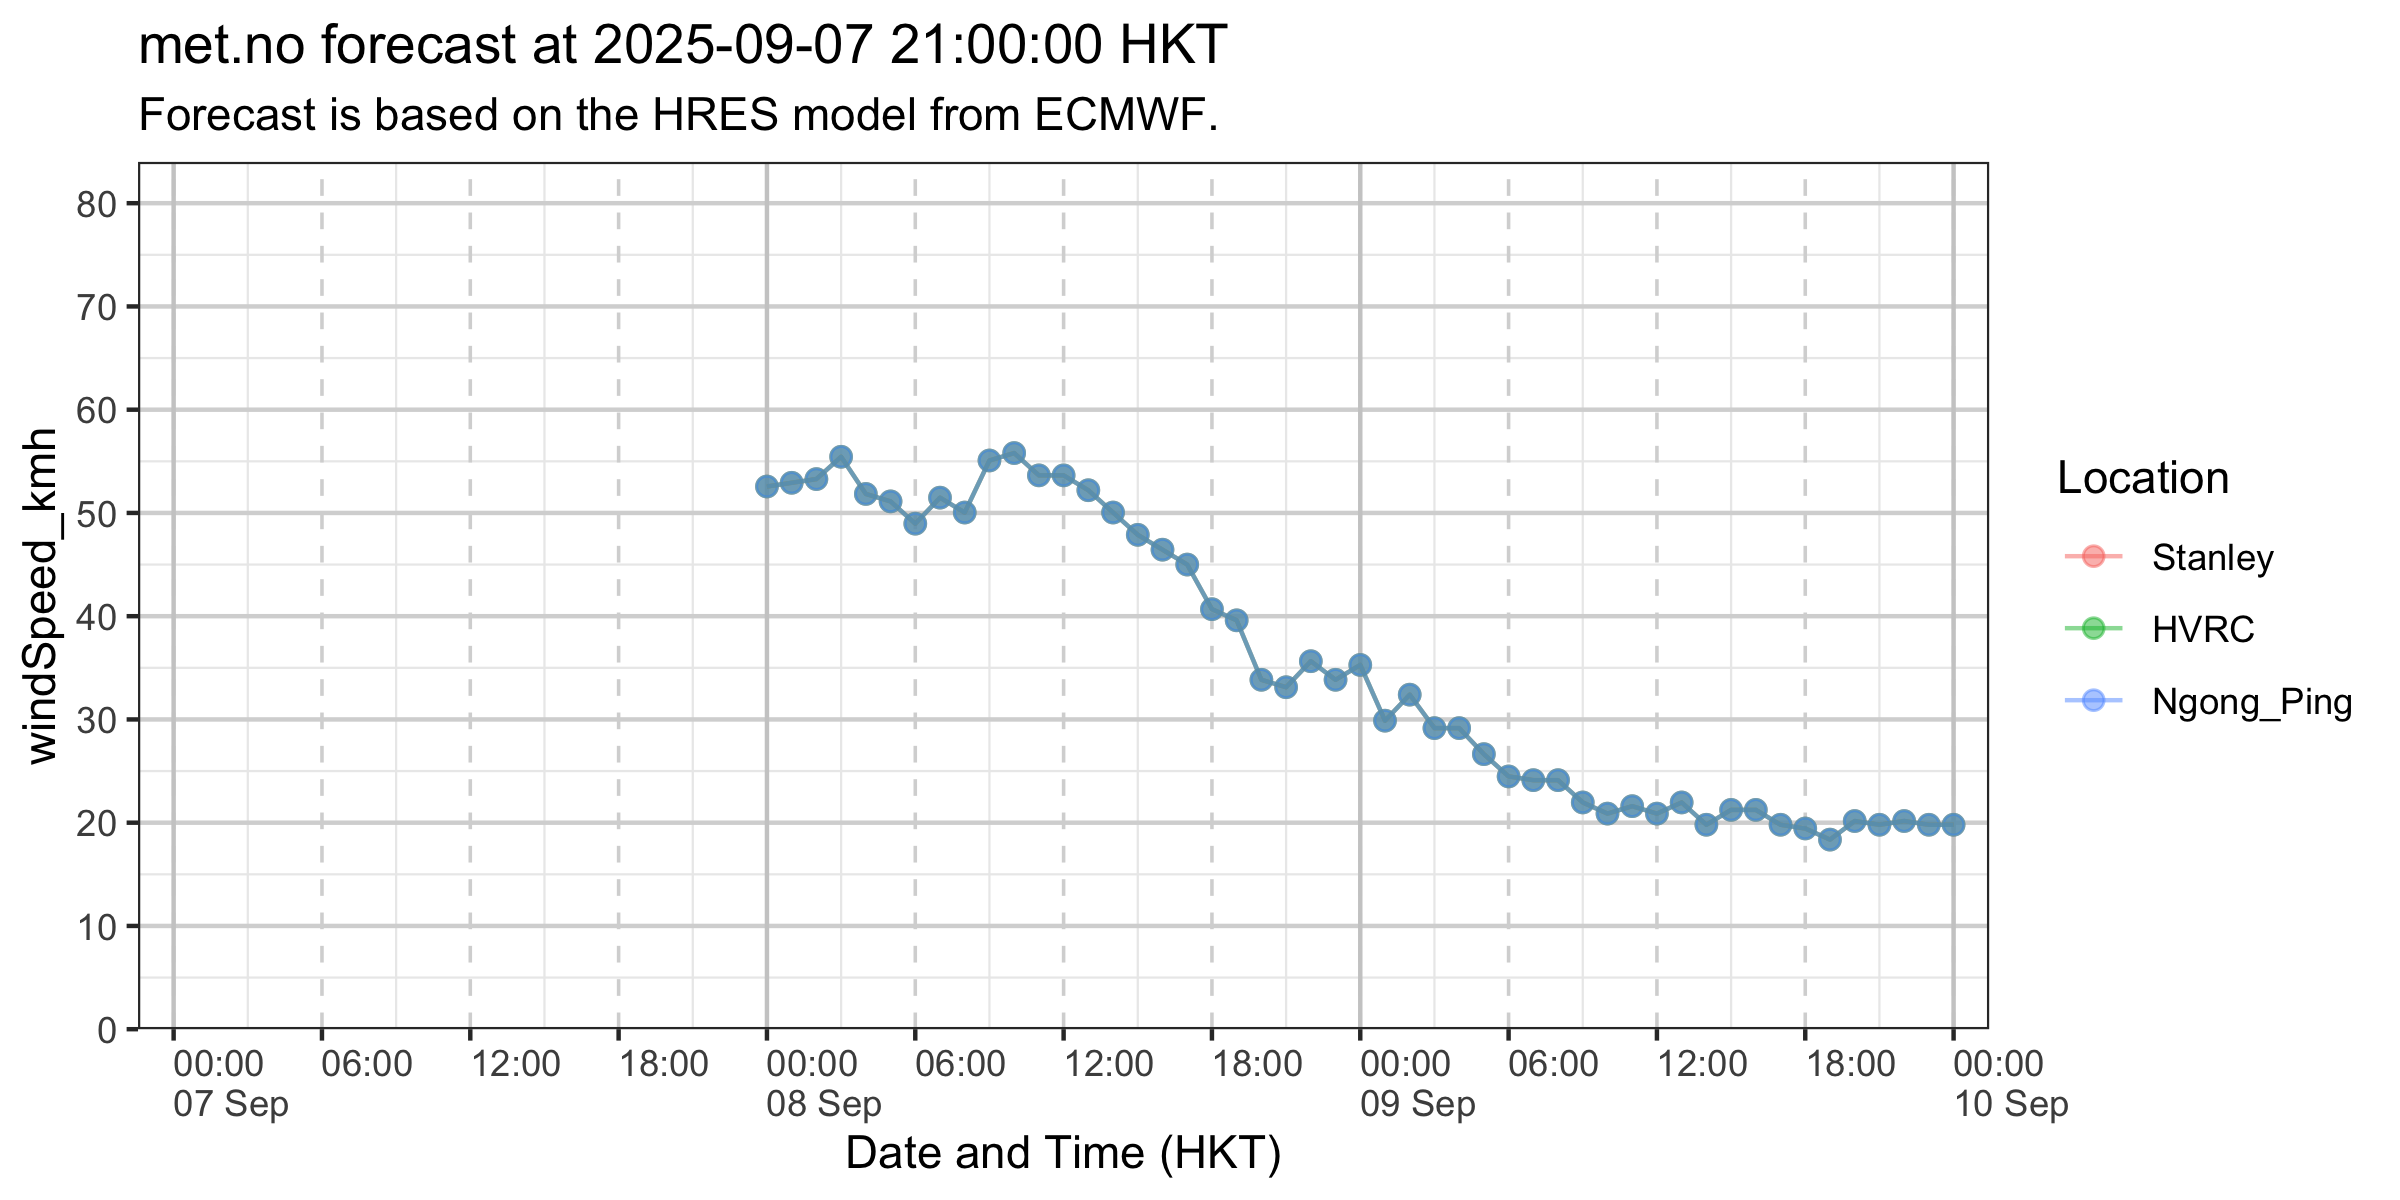 met.no forecast at 2025-09-07 21:00:00 HKT
Forecast is based on the HRES model from ECMWF.
windSpeed_kmh
80
70
60
50
40
30
20
10
0
00:00 06:00 12:00 18:00 00:00 06:00 12:00 18:00 00:00 06:00 12:00 18:00 00:00
07 Sep 08 Sep 09 Sep 10 Sep
Date and Time (HKT)
Location
Stanley
HVRC
Ngong_Ping